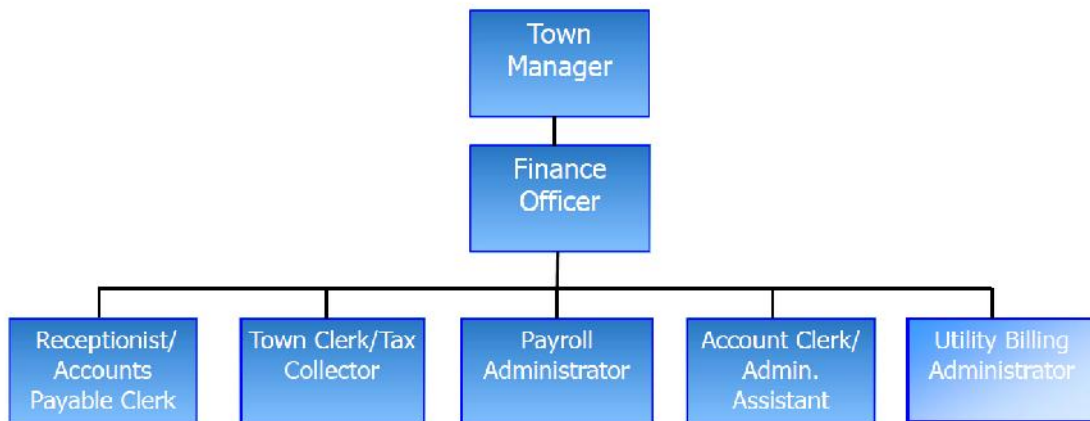 Town
Manager
Finance
Officer
Receptionist/
Accounts
Payable Clerk
Town Clerk/Tax
Collector
Payroll
Administrator
Account Clerk/
Admin.
Assistant
Utility Billing
Administrator